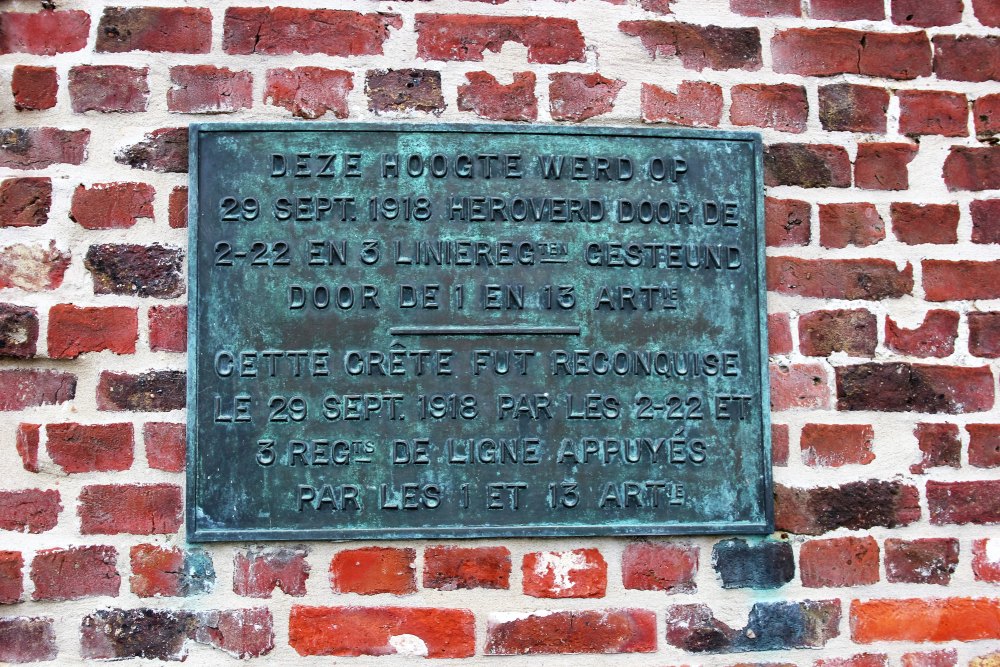 DEZE HOOGTE WERD OP
29 SEPT. 1918 HEROVERD DOOR DE
2-22 EN 3 LINIEREGTEN GESTEUND
DOOR DE 1 EN 13 ARTIE
CETTE CRÊTE FUT RECONQUISE
LE 29 SEPT. 1918 PAR LES 2-22 ET
3 REGTS DE LIGNE APPUYÉS
PAR LES 1 ET 13 ARTIE